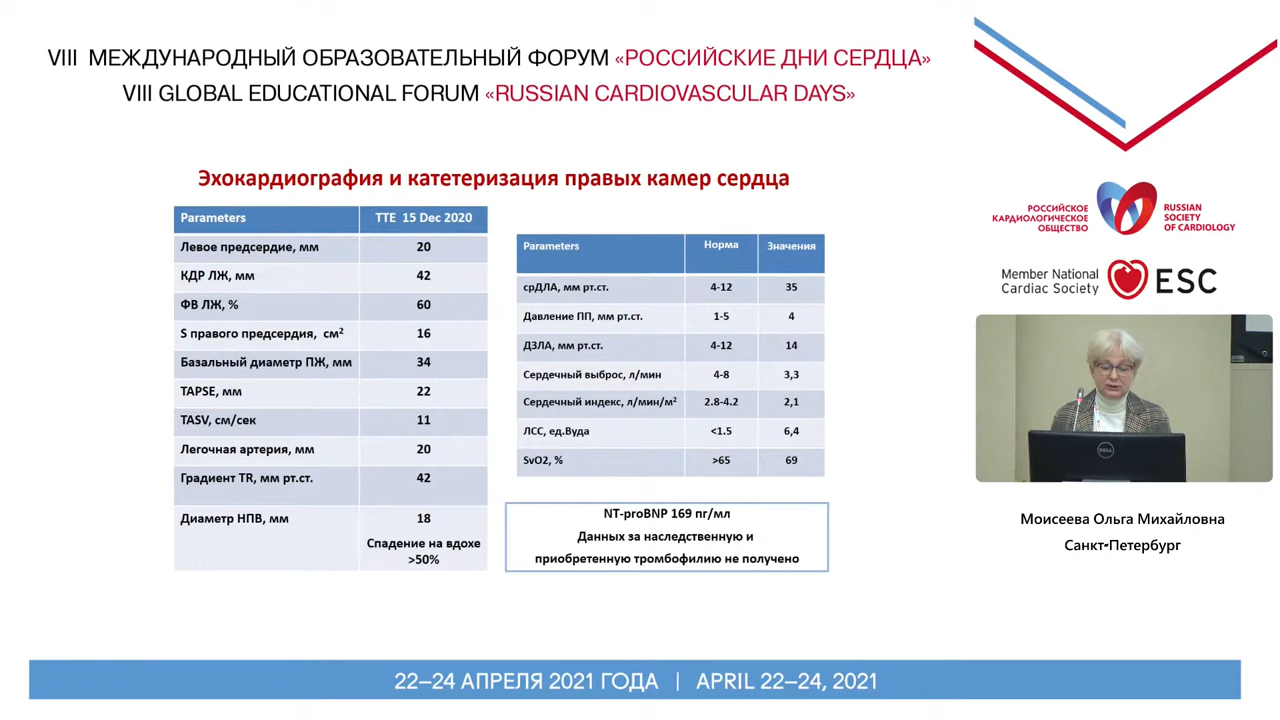 VIII МЕЖДУНАРОДНЫЙ ОБРАЗОВАТЕЛЬНЫЙ ФОРУМ «РОССИЙСКИЕ ДНИ СЕРДЦА»
VIII GLOBAL EDUCATIONAL FORUM «RUSSIAN CARDIOVASCULAR DAYS»
Эхокардиография и катетеризация правых камер сердца
Parameters TTE 15 Dec 2020
Левое предсердие, мм 20
КДР ЛЖ, мм 42
ФВ ЛЖ, % 60
S правого предсердия, см² 16
Базальный диаметр ПЖ, мм 34
TAPSE, мм 22
TASV, см/сек 11
Легочная артерия, мм 20
Градиент TR, мм рт.ст. 42
Диаметр НПВ, мм 18
Спадение на вдохе
>50%
Parameters Норма Значения
срДЛА, мм рт.ст. 4-12 35
Давление ПП, мм рт.ст. 1-5 4
ДЗЛА, мм рт.ст. 4-12 14
Сердечный выброс, л/мин 4-8 3,3
Сердечный индекс, л/мин/м² 2.8-4.2 2,1
ЛСС, ед.Вуда <1.5 6,4
SvO2, % >65 69
NT-proBNP 169 пг/мл
Данных за наследственную и
приобретенную тромбофилию не получено
РОССИЙСКОЕ
КАРДИОЛОГИЧЕСКОЕ
ОБЩЕСТВО
RUSSIAN
SOCIETY
OF CARDIOLOGY
Member National
Cardiac Society
ESC
DELL
Моисеева Ольга Михайловна
Санкт-Петербург
22–24 АПРЕЛЯ 2021 ГОДА | APRIL 22–24, 2021